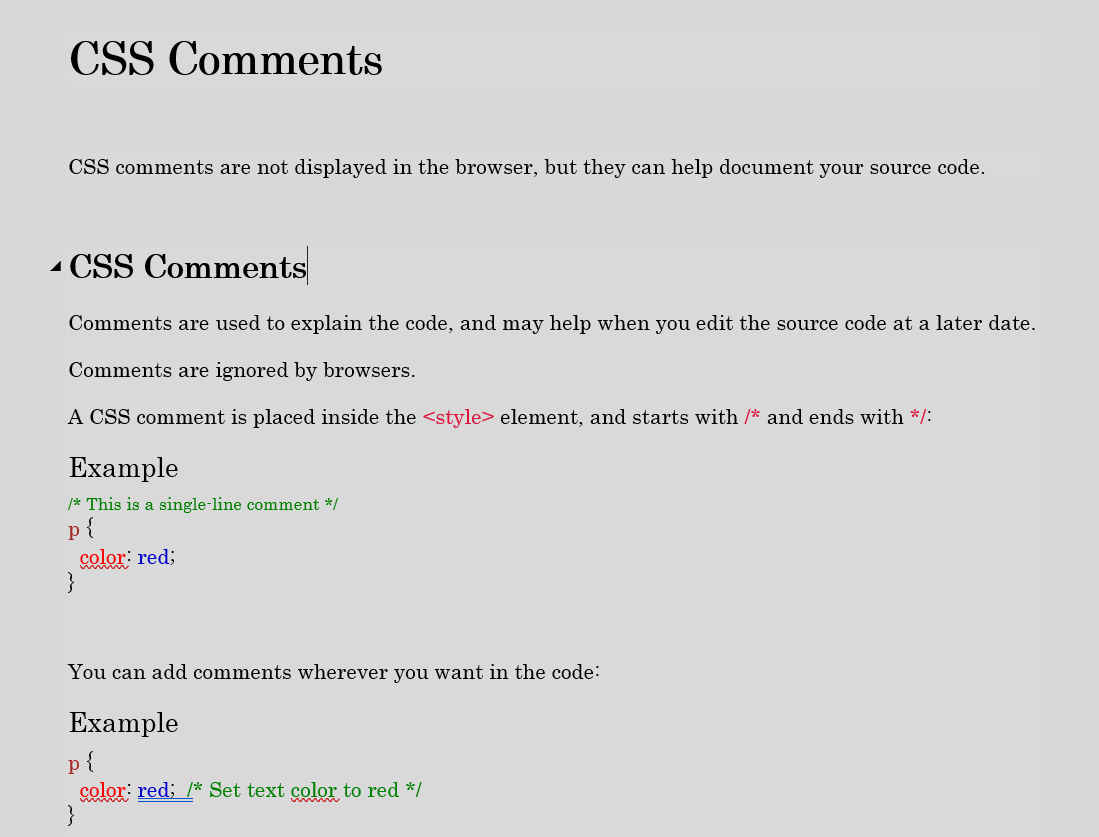 CSS Comments
CSS comments are not displayed in the browser, but they can help document your source code.
CSS Comments
Comments are used to explain the code, and may help when you edit the source code at a later date.
Comments are ignored by browsers.
A CSS comment is placed inside the <style> element, and starts with /* and ends with */:
Example
/* This is a single-line comment */
p {
  color: red;
}
You can add comments wherever you want in the code:
Example
p {
  color: red;  /* Set text color to red */
}